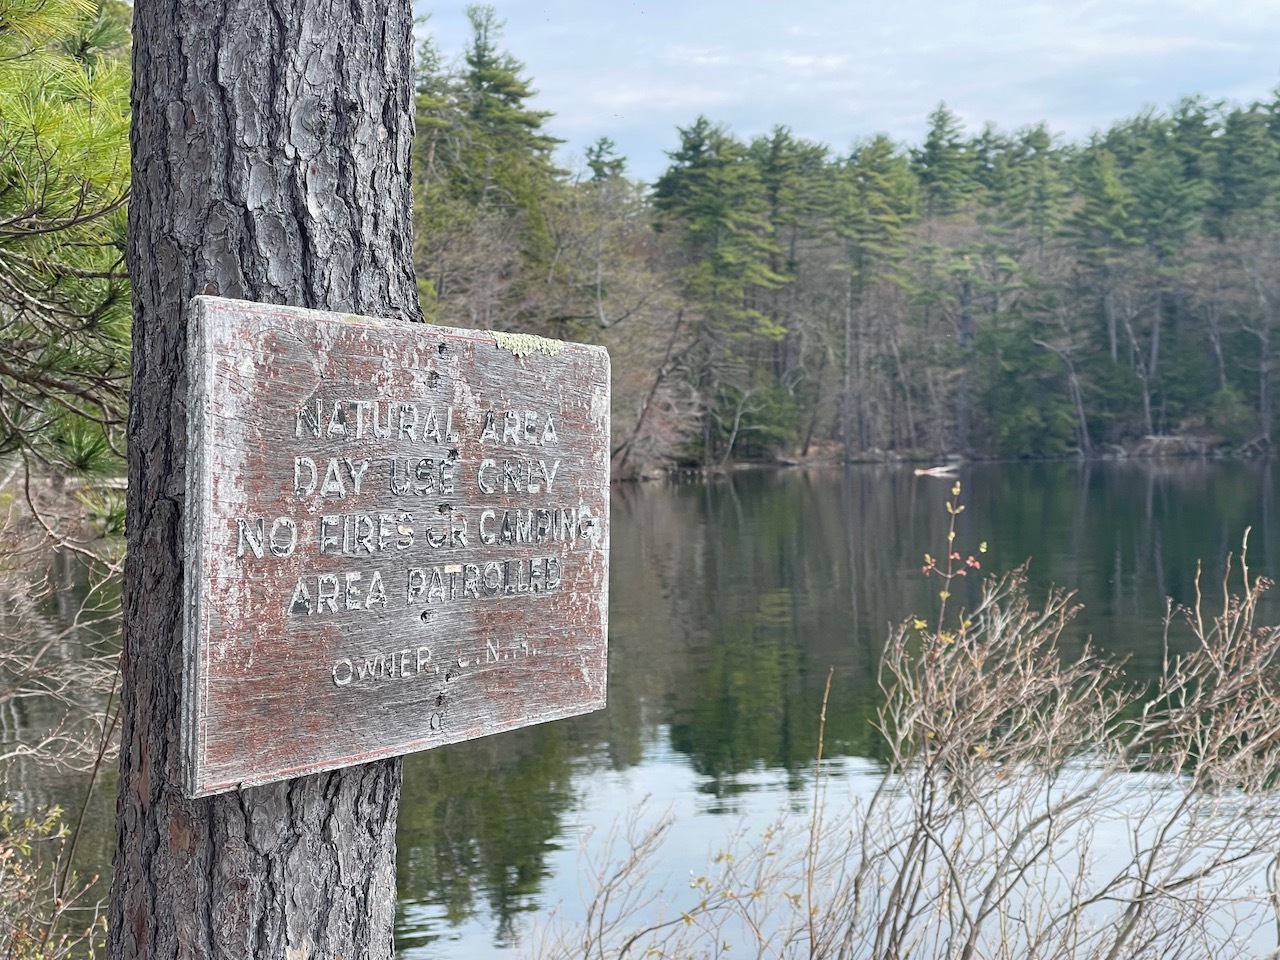 NATURAL AREA
DAY USE ONLY
NO FIRES OR CAMPING
AREA PATROLLED
OWNER,